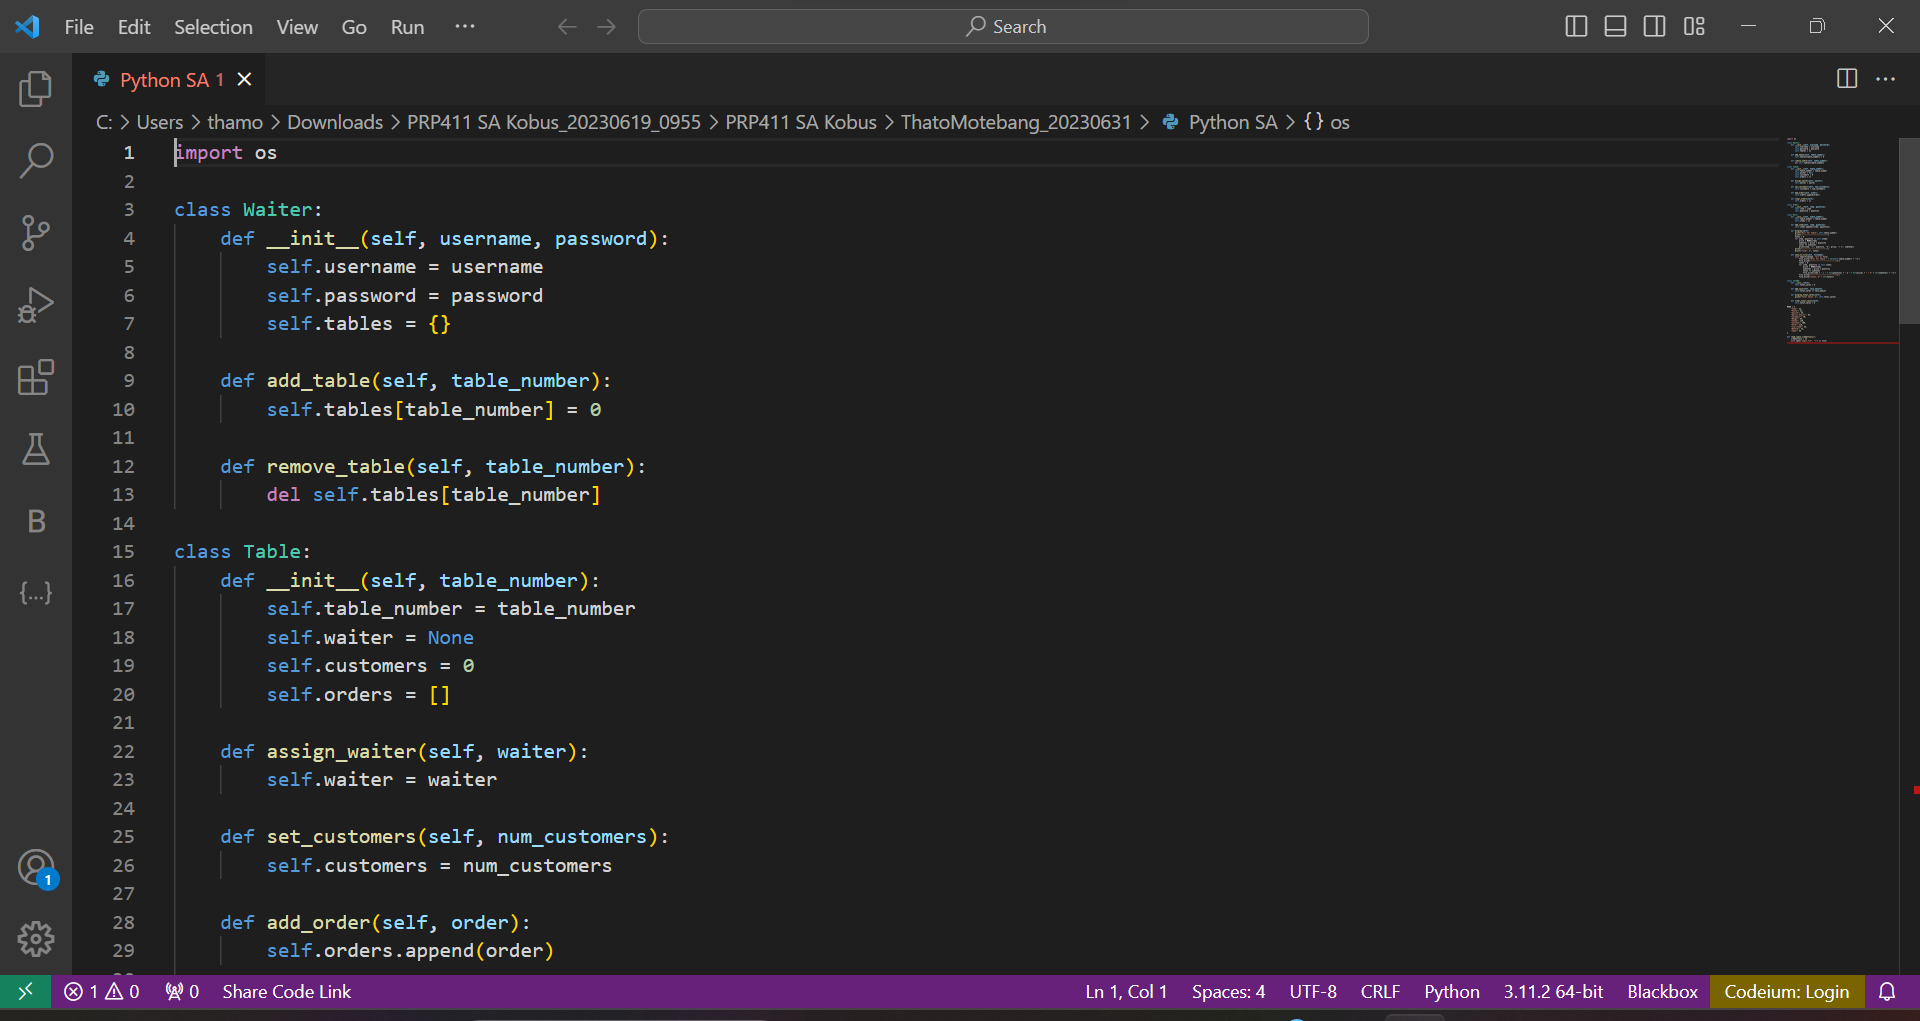 File Edit Selection View Go Run ··· Search
Python SA 1
C: > Users > thamo > Downloads > PRP411 SA Kobus_20230619_0955 > PRP411 SA Kobus > ThatoMotebang_20230631 > Python SA > {} os
1 import os
2
3 class Waiter:
4     def __init__(self, username, password):
5         self.username = username
6         self.password = password
7         self.tables = {}
8
9     def add_table(self, table_number):
10         self.tables[table_number] = 0
11
12     def remove_table(self, table_number):
13         del self.tables[table_number]
14
15 class Table:
16     def __init__(self, table_number):
17         self.table_number = table_number
18         self.waiter = None
19         self.customers = 0
20         self.orders = []
21
22     def assign_waiter(self, waiter):
23         self.waiter = waiter
24
25     def set_customers(self, num_customers):
26         self.customers = num_customers
27
28     def add_order(self, order):
29         self.orders.append(order)
B
{...}
1
1 0 0 Share Code Link Ln 1, Col 1 Spaces: 4 UTF-8 CRLF Python 3.11.2 64-bit Blackbox Codeium: Login